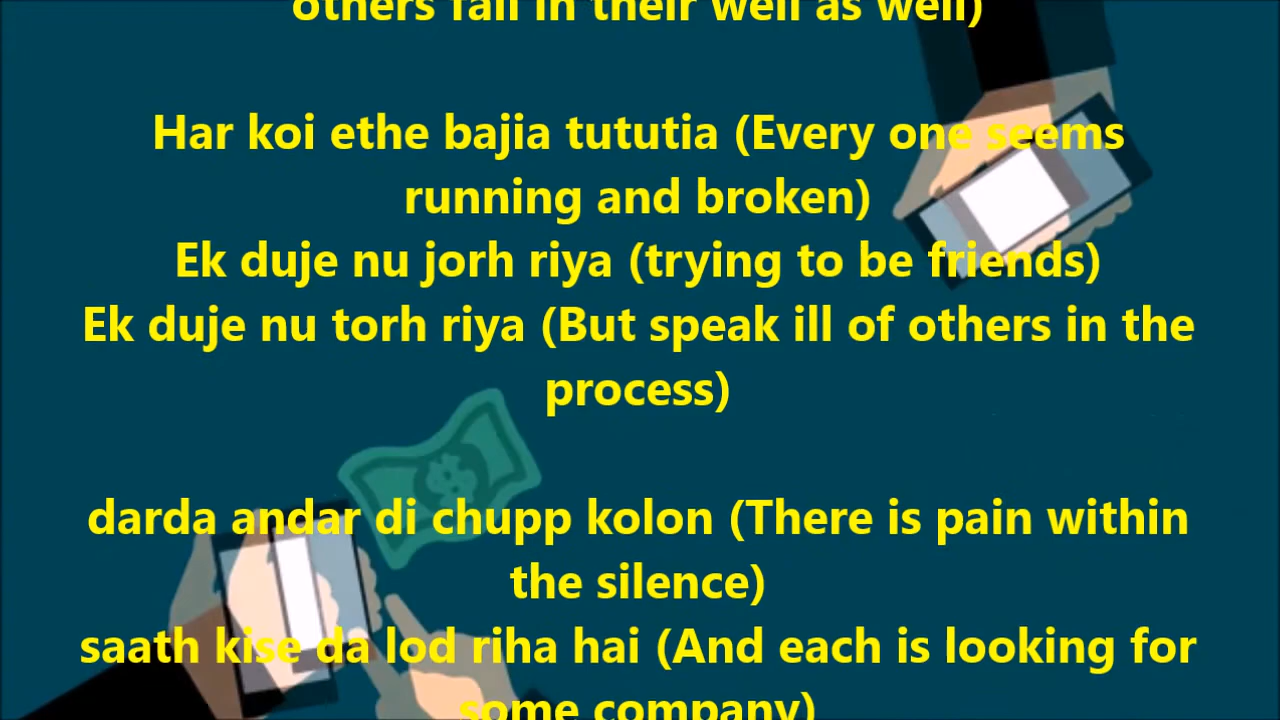 others fall in their well as well)
Har koi ethe bajia tututia (Every one seems
running and broken)
Ek duje nu jorh riya (trying to be friends)
Ek duje nu torh riya (But speak ill of others in the
process)
darda andar di chupp kolon (There is pain within
the silence)
saath kise da lod riha hai (And each is looking for
some company)